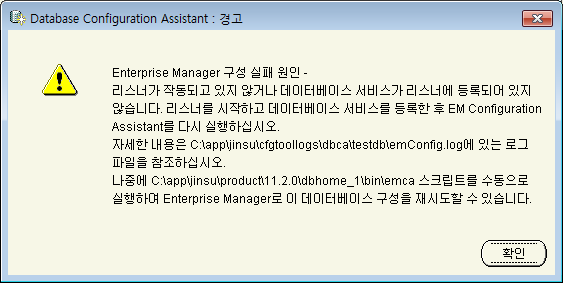 Database Configuration Assistant : 경고
Enterprise Manager 구성 실패 원인 -
리스너가 작동되고 있지 않거나 데이터베이스 서비스가 리스너에 등록되어 있지
않습니다. 리스너를 시작하고 데이터베이스 서비스를 등록한 후 EM Configuration
Assistant를 다시 실행하십시오.
자세한 내용은 C:\app\jinsu\cfgtoollogs\dbca\testdb\emConfig.log에 있는 로그
파일을 참조하십시오.
나중에 C:\app\jinsu\product\11.2.0\dbhome_1\bin\emca 스크립트를 수동으로
실행하여 Enterprise Manager로 이 데이터베이스 구성을 재시도할 수 있습니다.
확인